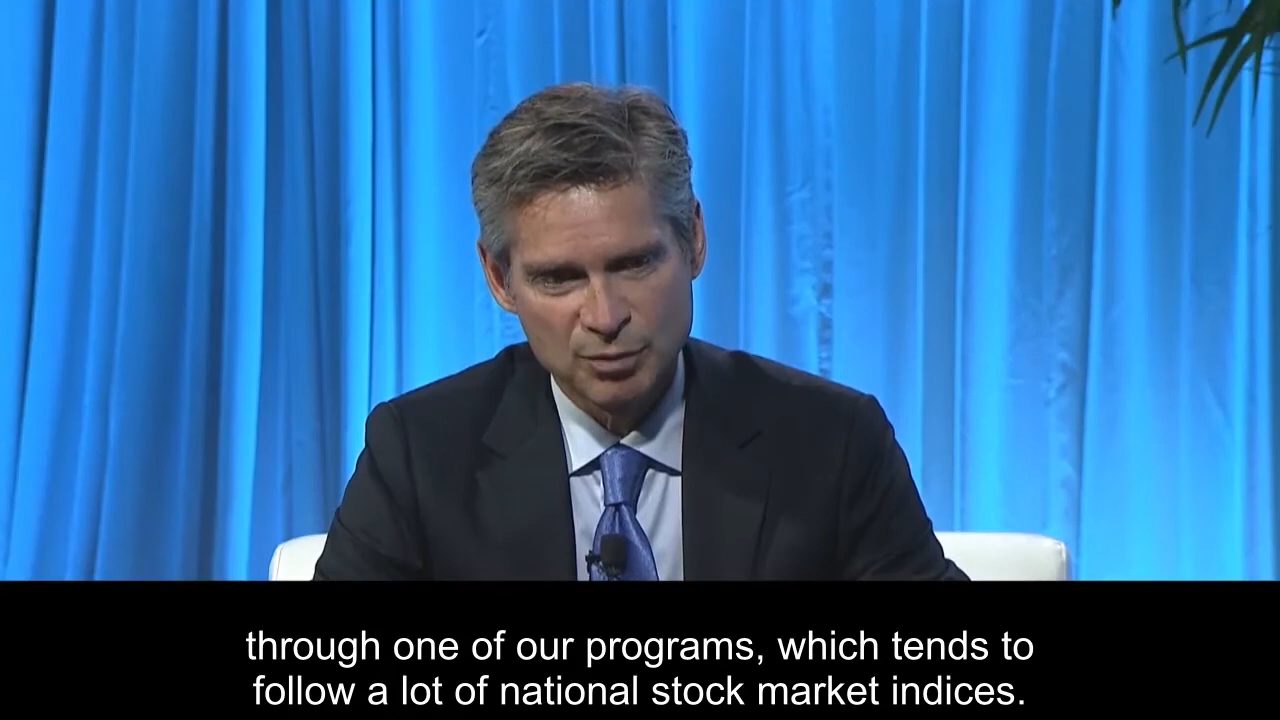 through one of our programs, which tends to
follow a lot of national stock market indices.